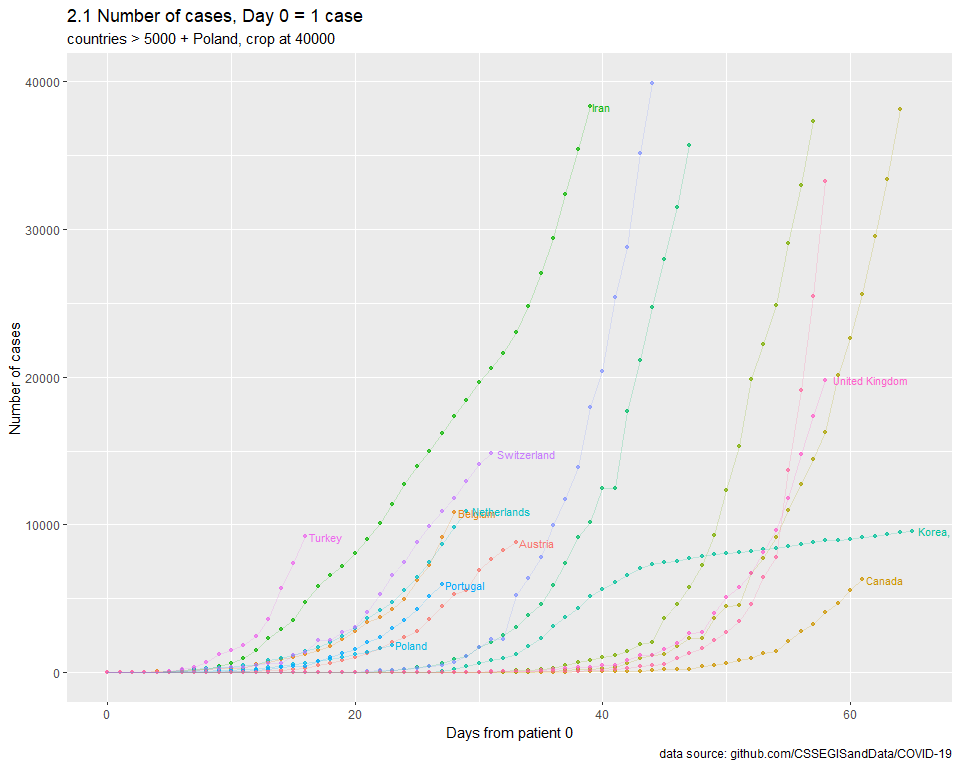 2.1 Number of cases, Day 0 = 1 case
countries > 5000 + Poland, crop at 40000
40000
30000
20000
10000
0
Number of cases
Iran
United Kingdom
Switzerland
Netherlands
Belgium
Turkey
Austria
Korea,
Portugal
Canada
Poland
0 20 40 60
Days from patient 0
data source: github.com/CSSEGISandData/COVID-19